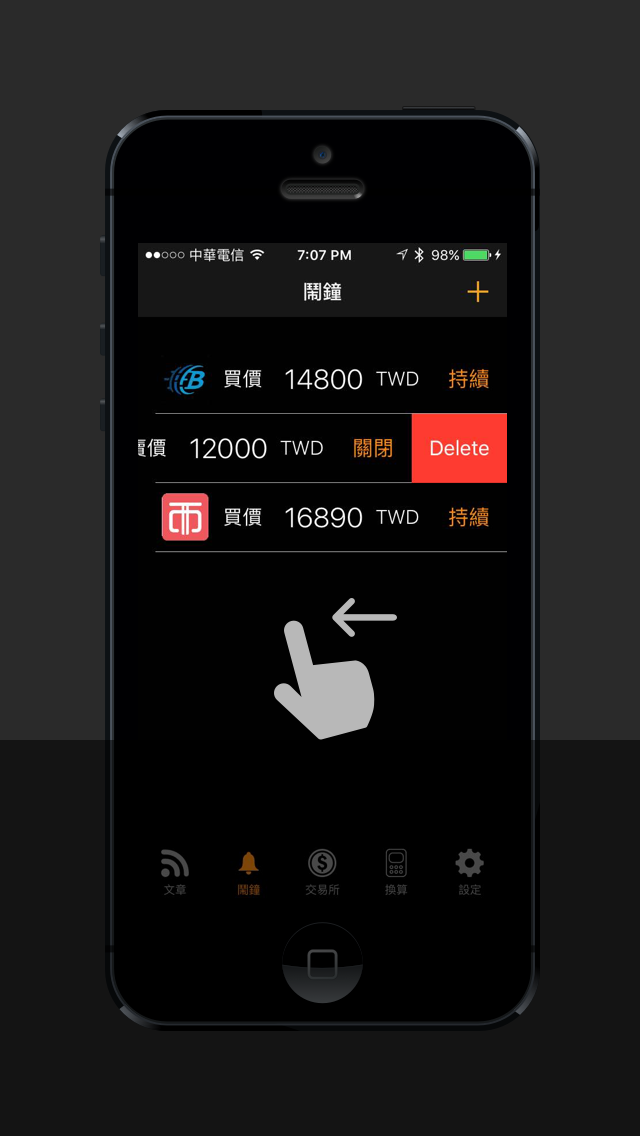 中華電信 7:07 PM 98%
鬧鐘
買價 14800 TWD 持續
賣價 12000 TWD 關閉 Delete
買價 16890 TWD 持續
文章 鬧鐘 交易所 換算 設定